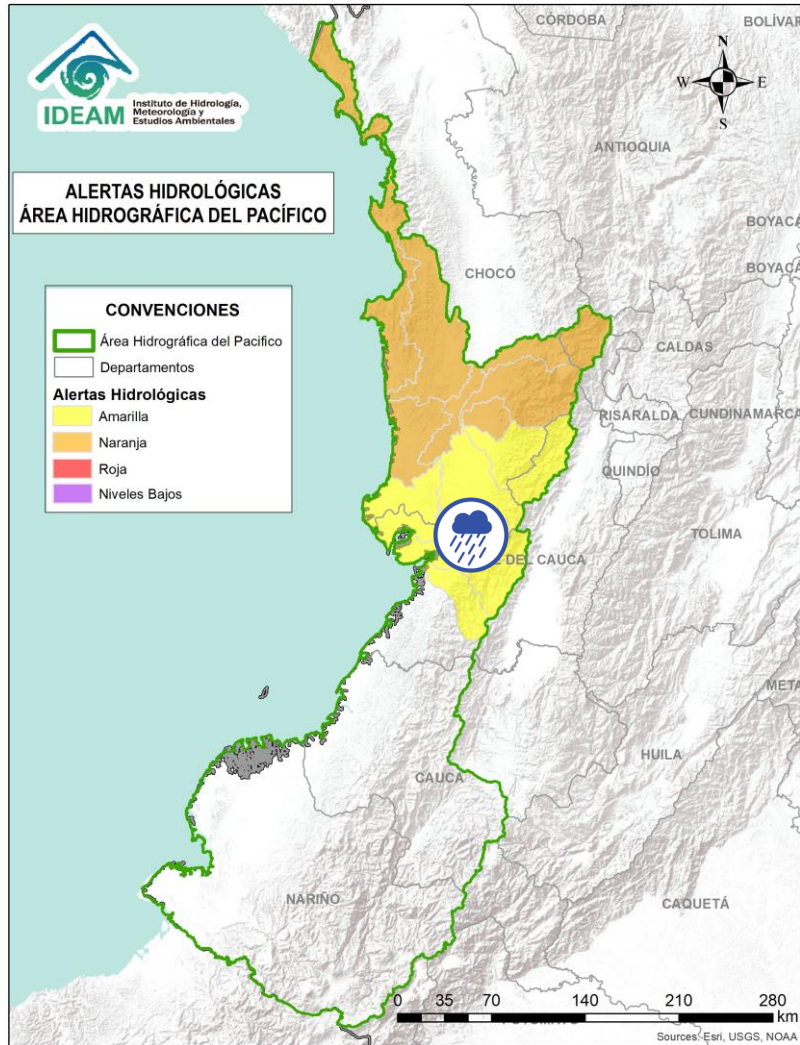 IDEAM
Instituto de Hidrología,
Meteorología y
Estudios Ambientales
ALERTAS HIDROLÓGICAS
ÁREA HIDROGRÁFICA DEL PACÍFICO
CONVENCIONES
Área Hidrográfica del Pacifico
Departamentos
Alertas Hidrológicas
Amarilla
Naranja
Roja
Niveles Bajos
CÓRDOBA
BOLÍVAR
N
W E
S
ANTIOQUIA
BOYACÁ
BOYACÁ
CHOCÓ
CALDAS
RISARALDA
CUNDINAMARCA
QUINDÍO
TOLIMA
DEL CAUCA
META
HUILA
CAUCA
NARIÑO
CAQUETÁ
0 35 70 140 210 280
km
Sources: Esri, USGS, NOAA